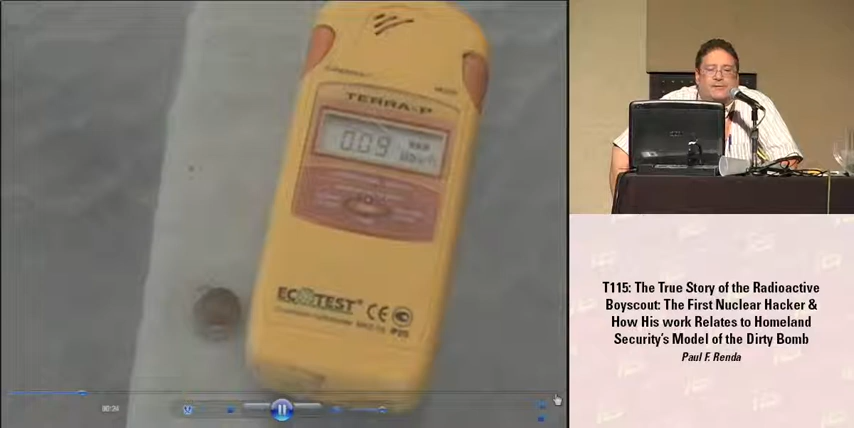 TERRA-P
0.09
ECOTEST
CE
00:34
T115: The True Story of the Radioactive
Boyscout: The First Nuclear Hacker &
How His work Relates to Homeland
Security's Model of the Dirty Bomb
Paul F. Renda